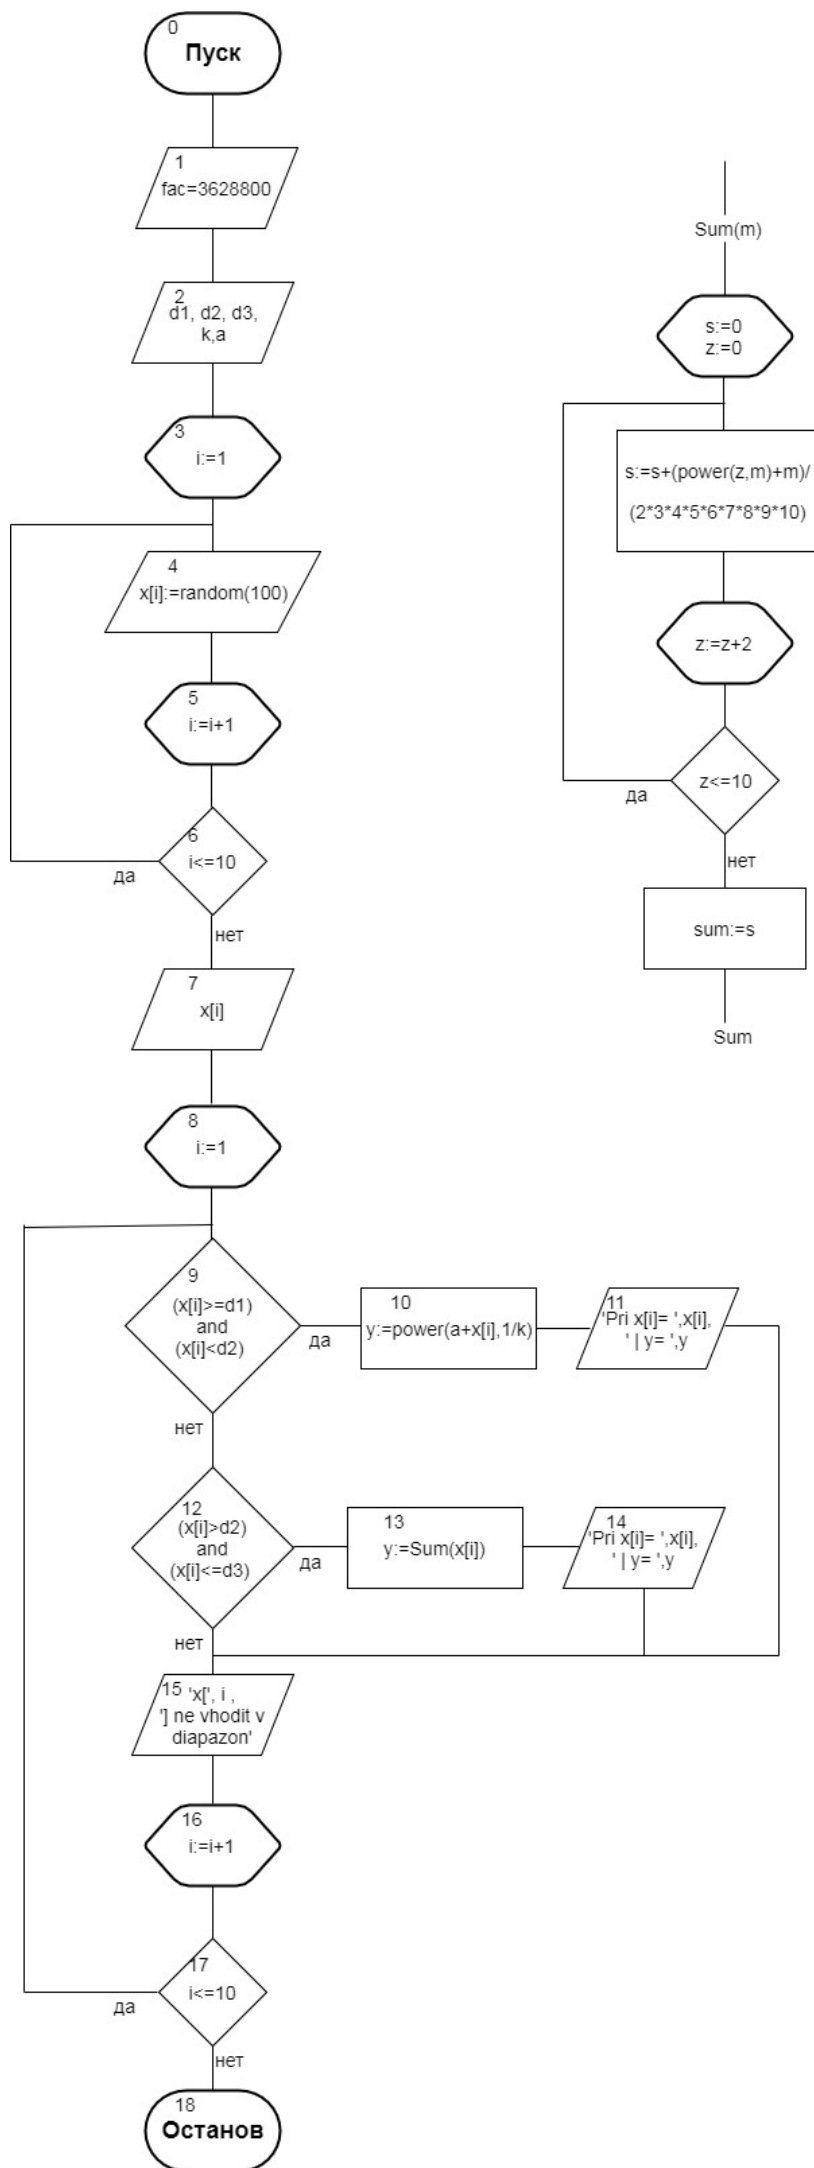 0
Пуск
1
fac=3628800
2
d1, d2, d3,
k,a
3
i:=1
4
x[i]:=random(100)
5
i:=i+1
6
i<=10
да
нет
7
x[i]
8
i:=1
9
(x[i]>=d1)
and
(x[i]<d2)
да
нет
10
y:=power(a+x[i],1/k)
11
'Pri x[i]= ',x[i],
' | y= ',y
12
(x[i]>d2)
and
(x[i]<=d3)
да
нет
13
y:=Sum(x[i])
14
'Pri x[i]= ',x[i],
' | y= ',y
15
'x[', i ,
'] ne vhodit v
diapazon'
16
i:=i+1
17
i<=10
да
нет
18
Останов
Sum(m)
s:=0
z:=0
s:=s+(power(z,m)+m)/
(2*3*4*5*6*7*8*9*10)
z:=z+2
z<=10
да
нет
sum:=s
Sum